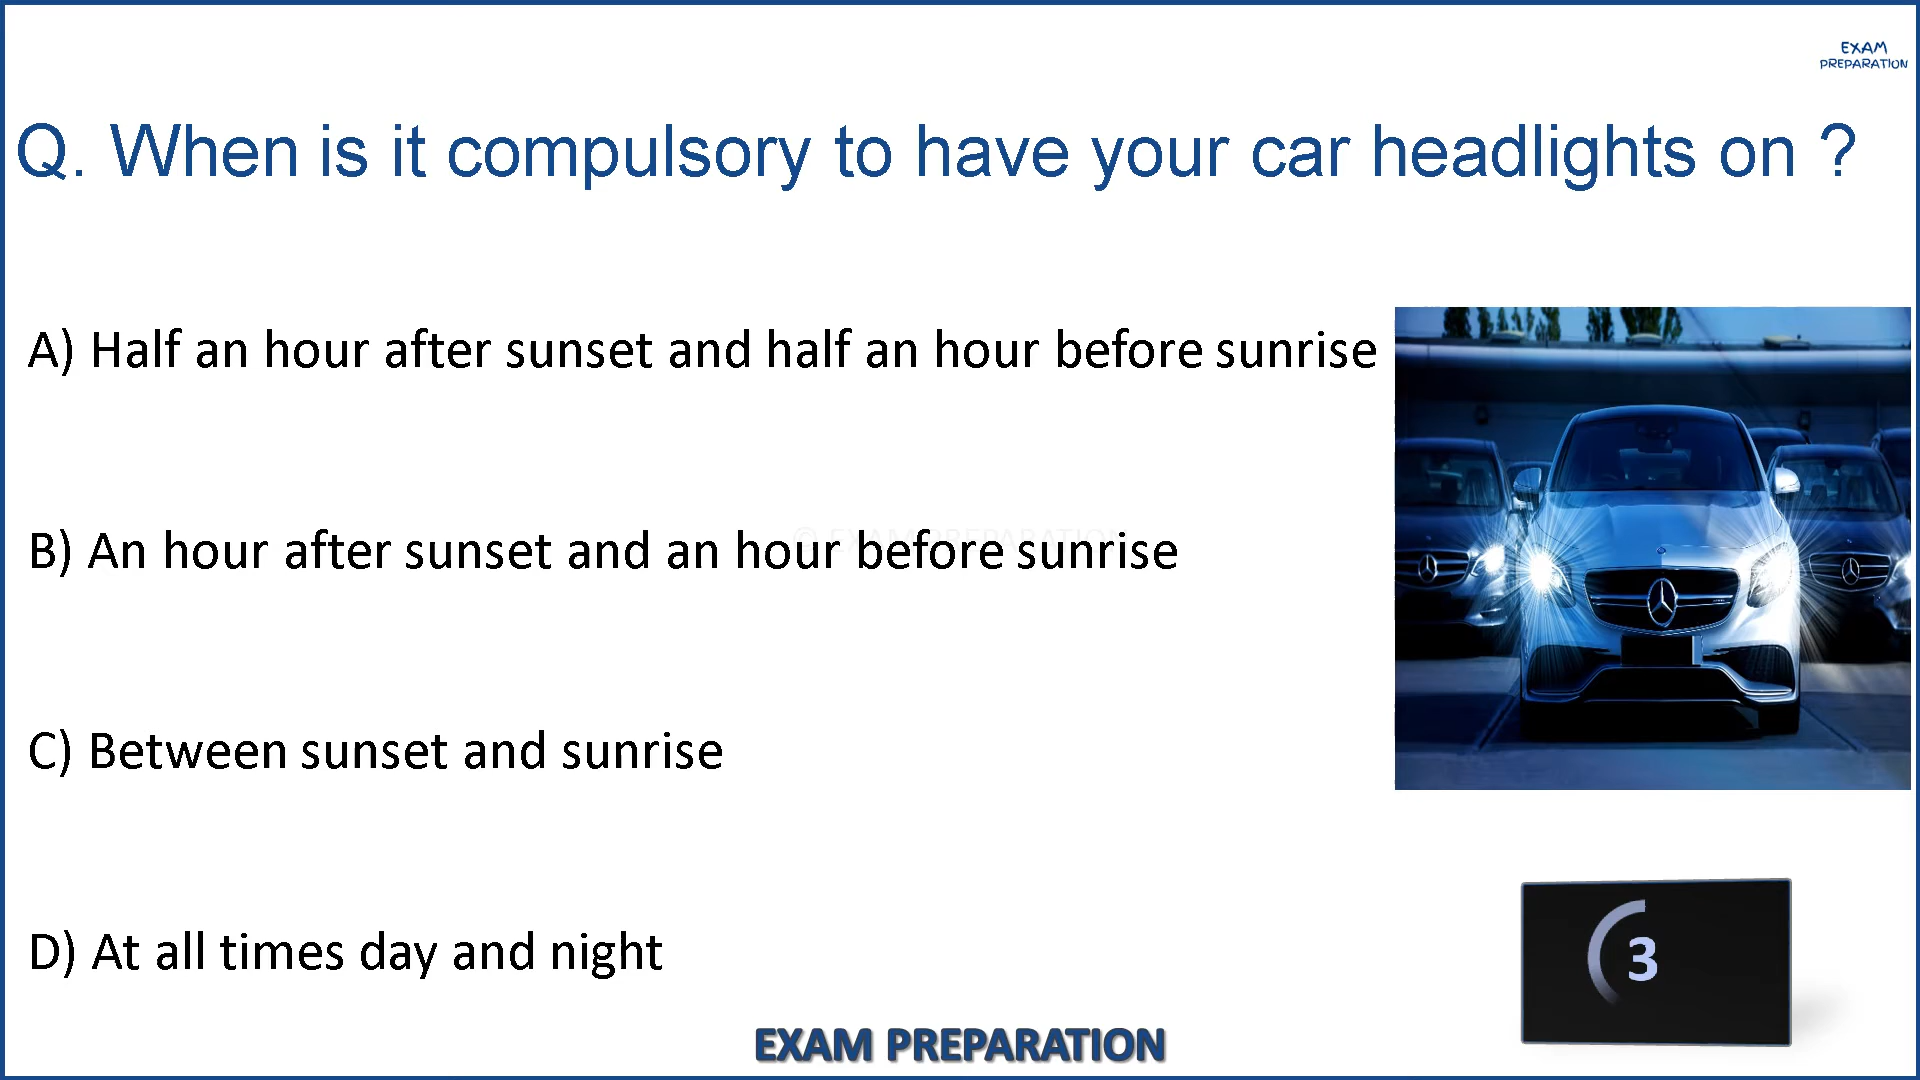 EXAM
PREPARATION
Q. When is it compulsory to have your car headlights on ?
A) Half an hour after sunset and half an hour before sunrise
B) An hour after sunset and an hour before sunrise
© EXAM PREPARATION
C) Between sunset and sunrise
D) At all times day and night
3
EXAM PREPARATION